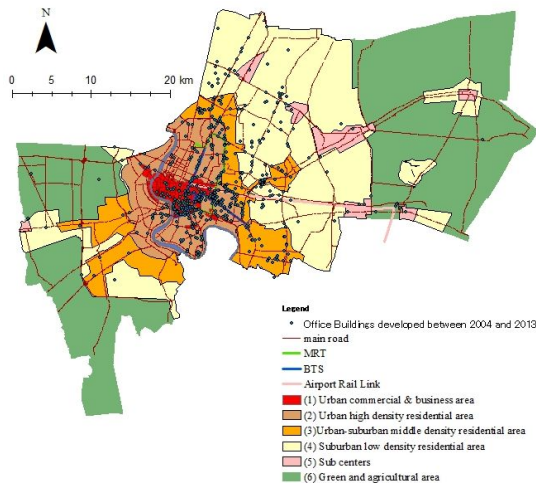 N
0 5 10 20 km
Legend
Office Buildings developed between 2004 and 2013
main road
MRT
BTS
Airport Rail Link
(1) Urban commercial & business area
(2) Urban high density residential area
(3)Urban-suburban middle density residential area
(4) Suburban low density residential area
(5) Sub centers
(6) Green and agricultural area